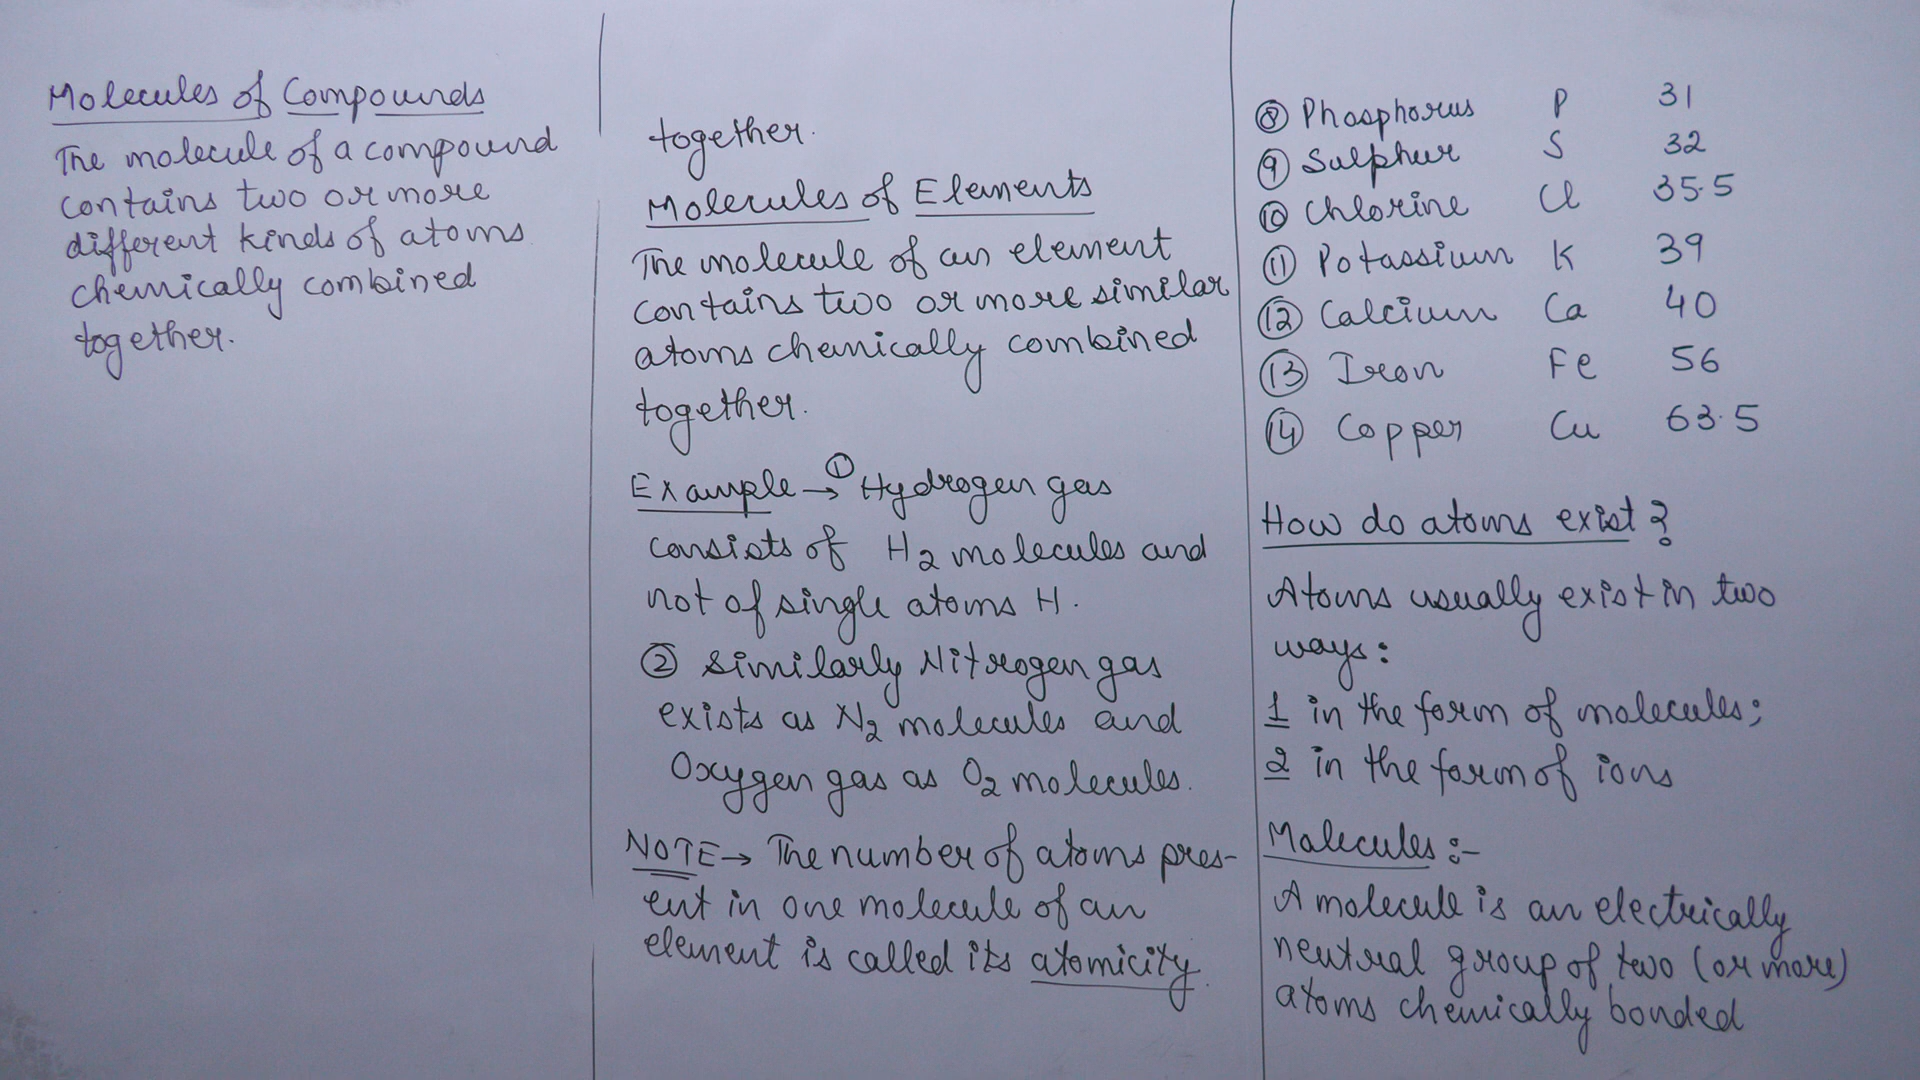 Molecules of Compounds
The molecule of a compound
contains two or more
different kinds of atoms
chemically combined
together.
together.
Molecules of Elements
The molecule of an element
contains two or more similar
atoms chemically combined
together.
Example → ① Hydrogen gas
consists of H₂ molecules and
not of single atoms H.
② Similarly Nitrogen gas
exists as N₂ molecules and
Oxygen gas as O₂ molecules.
NOTE → The number of atoms pres-
ent in one molecule of an
element is called its atomicity.
⑧ Phosphorus P 31
⑨ Sulphur S 32
⑩ Chlorine Cl 35.5
⑪ Potassium K 39
⑫ Calcium Ca 40
⑬ Iron Fe 56
⑭ Copper Cu 63.5
How do atoms exist?
Atoms usually exist in two
ways:
1 in the form of molecules;
2 in the form of ions
Molecules :-
A molecule is an electrically
neutral group of two (or more)
atoms chemically bonded